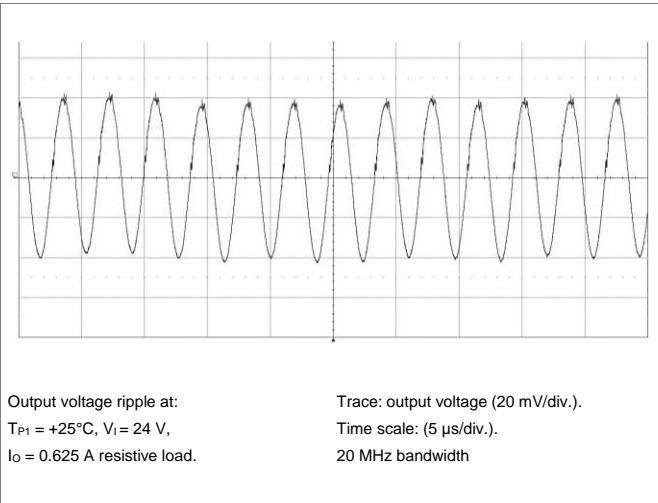 Output voltage ripple at:
TP1 = +25°C, VI = 24 V,
IO = 0.625 A resistive load.
Trace: output voltage (20 mV/div.).
Time scale: (5 µs/div.).
20 MHz bandwidth